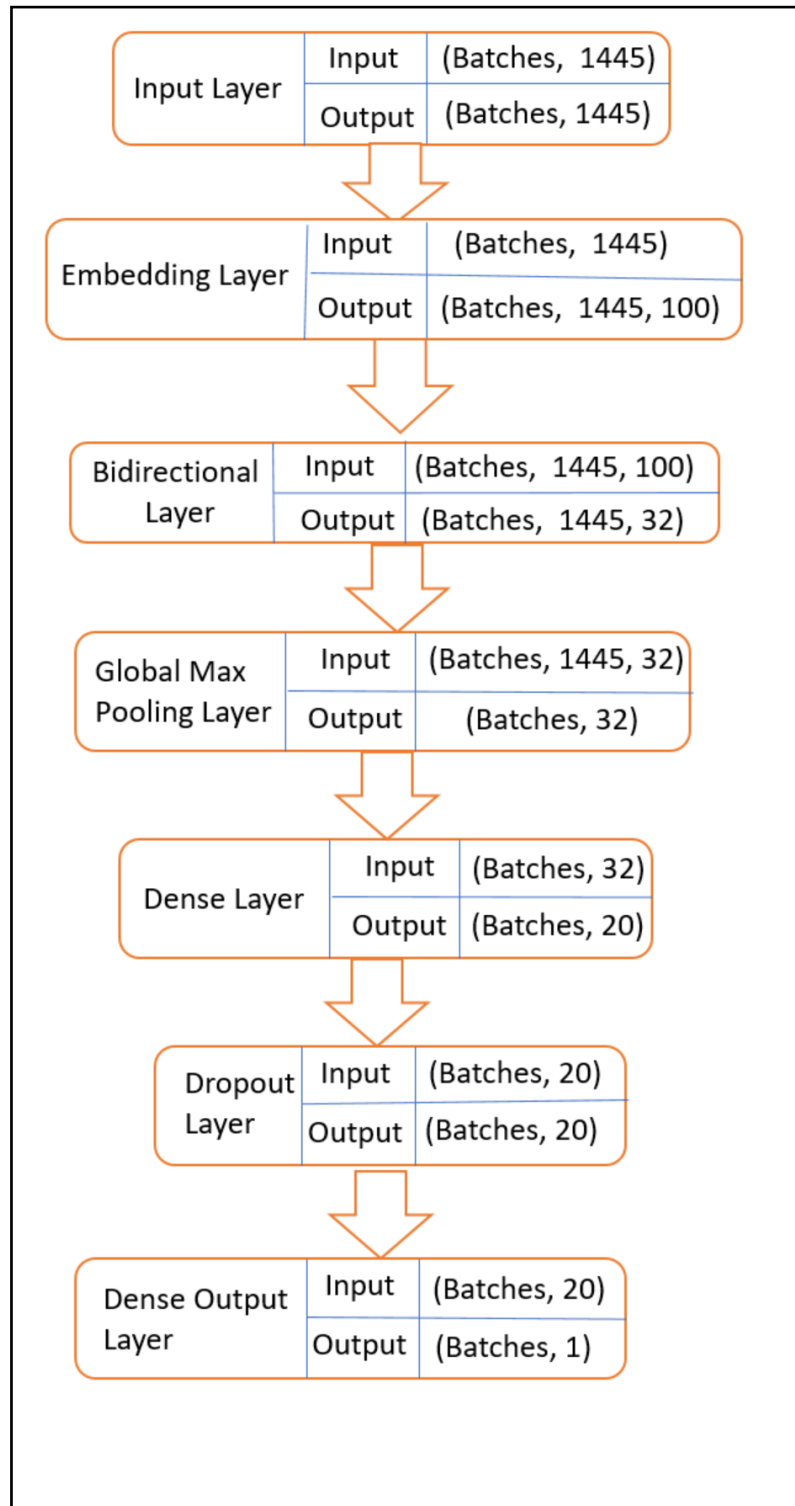 Input Layer
Input
(Batches, 1445)
Output
(Batches, 1445)
Embedding Layer
Input
(Batches, 1445)
Output
(Batches, 1445, 100)
Bidirectional
Layer
Input
(Batches, 1445, 100)
Output
(Batches, 1445, 32)
Global Max
Pooling Layer
Input
(Batches, 1445, 32)
Output
(Batches, 32)
Dense Layer
Input
(Batches, 32)
Output
(Batches, 20)
Dropout
Layer
Input
(Batches, 20)
Output
(Batches, 20)
Dense Output
Layer
Input
(Batches, 20)
Output
(Batches, 1)